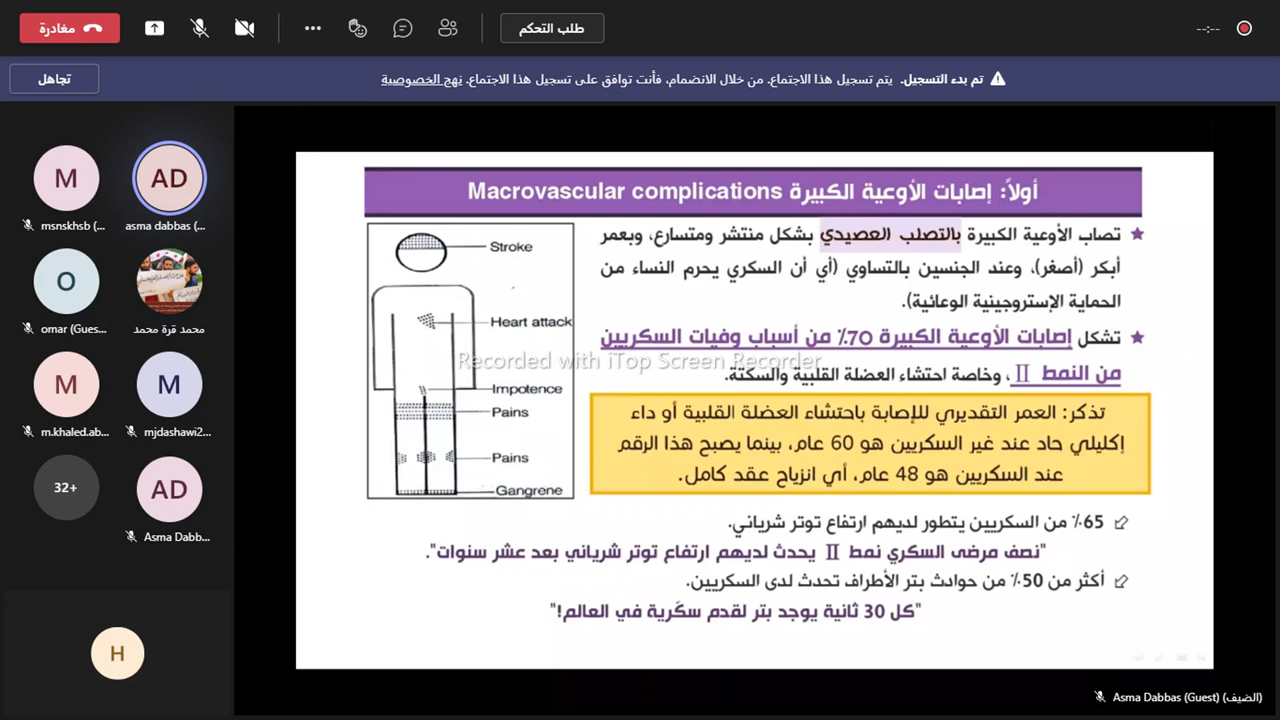 مغادرة
طلب التحكم
--:--
تم بدء التسجيل. يتم تسجيل هذا الاجتماع. من خلال الانضمام، فأنت توافق على تسجيل هذا الاجتماع. نهج الخصوصية
تجاهل
M
AD
msnskhsb (...
asma dabbas (...
O
omar (Gues...
محمد قرة محمد
M
M
m.khaled.ab...
mjdashawi2...
32+
AD
Asma Dabb...
H
أولاً: إصابات الأوعية الكبيرة Macrovascular complications
تصاب الأوعية الكبيرة بالتصلب العصيدي بشكل منتشر ومتسارع، وبعمر
أبكر (أصغر)، وعند الجنسين بالتساوي (أي أن السكري يحرم النساء من
الحماية الإستروجينية الوعائية).
تشكل إصابات الأوعية الكبيرة 70٪ من أسباب وفيات السكريين
من النمط II، وخاصة احتشاء العضلة القلبية والسكتة.
Stroke
Heart attack
Impotence
Pains
Pains
Gangrene
Recorded with iTop Screen Recorder
تذكر: العمر التقديري للإصابة باحتشاء العضلة القلبية أو داء
إكليلي حاد عند غير السكريين هو 60 عام، بينما يصبح هذا الرقم
عند السكريين هو 48 عام، أي انزياح عقد كامل.
65٪ من السكريين يتطور لديهم ارتفاع توتر شرياني.
"نصف مرضى السكري نمط II يحدث لديهم ارتفاع توتر شرياني بعد عشر سنوات".
أكثر من 50٪ من حوادث بتر الأطراف تحدث لدى السكريين.
"كل 30 ثانية يوجد بتر لقدم سكّرية في العالم!"
Asma Dabbas (Guest) (الضيف)